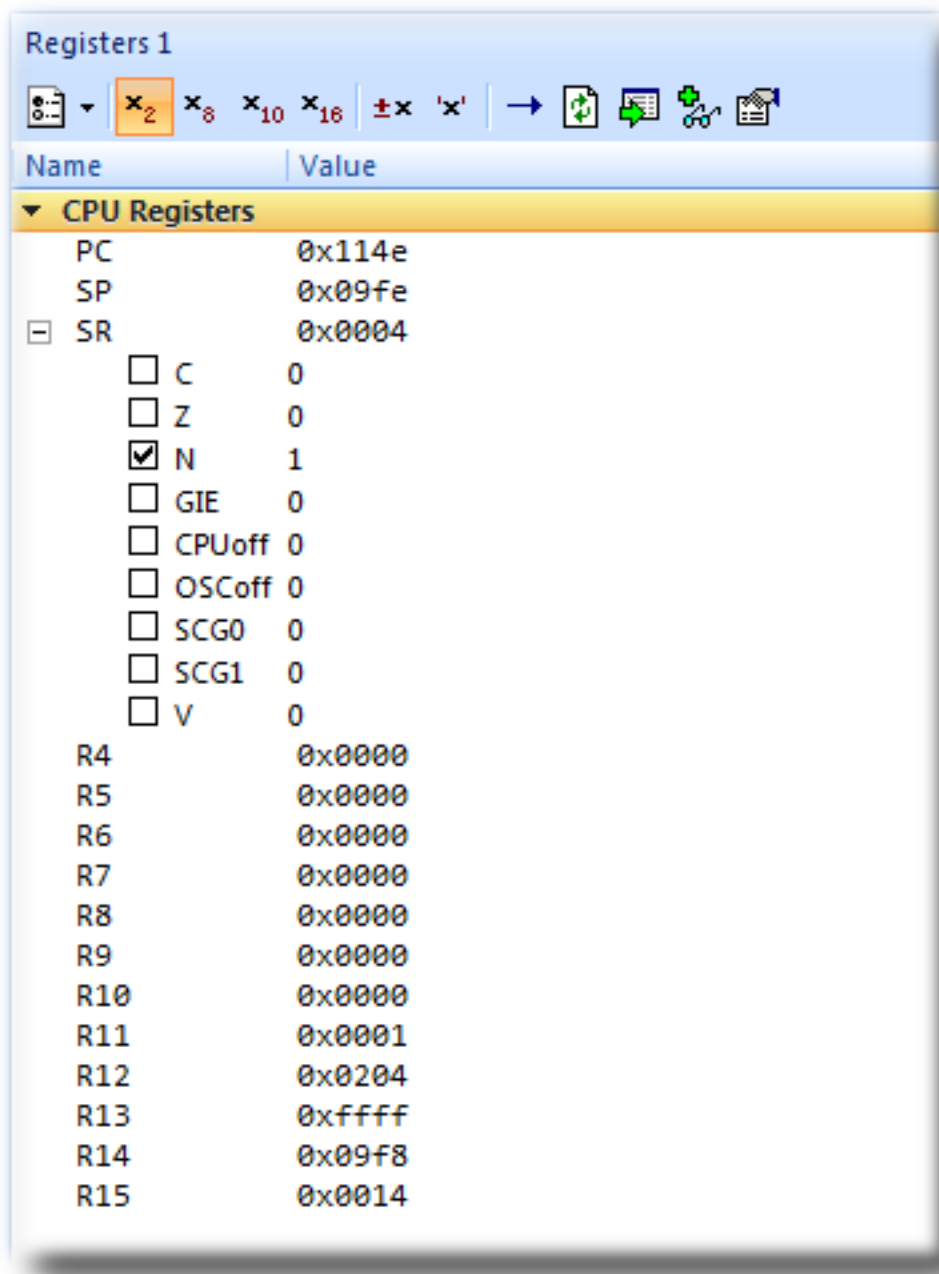 Registers 1
x2 x8 x10 x16 ±x 'x'
Name Value
CPU Registers
PC 0x114e
SP 0x09fe
SR 0x0004
C 0
Z 0
N 1
GIE 0
CPUoff 0
OSCoff 0
SCG0 0
SCG1 0
V 0
R4 0x0000
R5 0x0000
R6 0x0000
R7 0x0000
R8 0x0000
R9 0x0000
R10 0x0000
R11 0x0001
R12 0x0204
R13 0xffff
R14 0x09f8
R15 0x0014